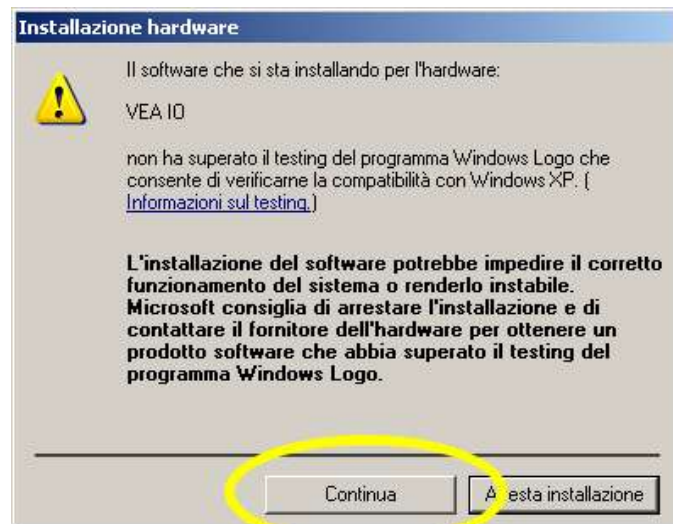 Installazione hardware
Il software che si sta installando per l'hardware:
VEA IO
non ha superato il testing del programma Windows Logo che
consente di verificarne la compatibilità con Windows XP. (
Informazioni sul testing.)
L'installazione del software potrebbe impedire il corretto
funzionamento del sistema o renderlo instabile.
Microsoft consiglia di arrestare l'installazione e di
contattare il fornitore dell'hardware per ottenere un
prodotto software che abbia superato il testing del
programma Windows Logo.
Continua
Arresta installazione